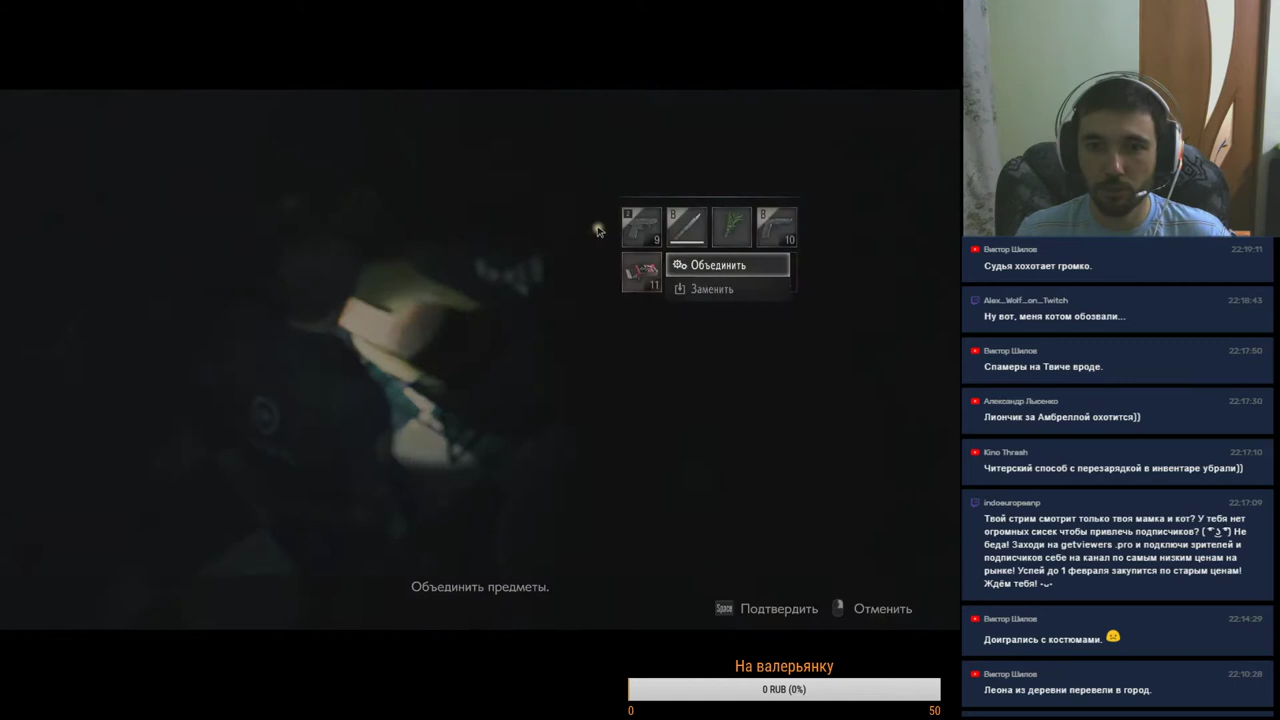 2
9
B
B
10
11
Объединить
Заменить
Объединить предметы.
Space Подтвердить
Отменить
На валерьянку
0 RUB (0%)
0
50
Виктор Шилов 22:19:11
Судья хохотает громко.
Alex_Wolf_on_Twitch 22:18:43
Ну вот, меня котом обозвали...
Виктор Шилов 22:17:50
Спамеры на Твиче вроде.
Александр Лысенко 22:17:30
Лиончик за Амбреллой охотится))
Kino Thrash 22:17:10
Читерский способ с перезарядкой в инвентаре убрали))
indoeuropeanp 22:17:09
Твой стрим смотрит только твоя мамка и кот? У тебя нет
огромных сисек чтобы привлечь подписчиков? ( ͡° ͜ʖ ͡°) Не
беда! Заходи на getviewers .pro и подключи зрителей и
подписчиков себе на канал по самым низким ценам на
рынке! Успей до 1 февраля закупится по старым ценам!
Ждём тебя! -ᴗ-
Виктор Шилов 22:14:29
Доигрались с костюмами.
Виктор Шилов 22:10:28
Леона из деревни перевели в город.